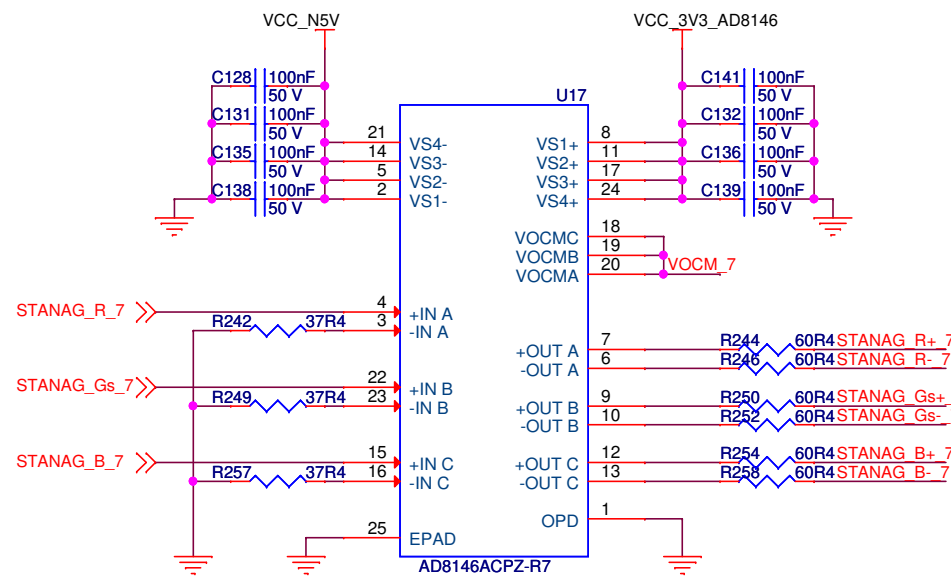 VCC_N5V
VCC_3V3_AD8146
C128 100nF
50 V
C131 100nF
50 V
C135 100nF
50 V
C138 100nF
50 V
C141 100nF
50 V
C132 100nF
50 V
C136 100nF
50 V
C139 100nF
50 V
U17
21 VS4-
14 VS3-
5 VS2-
2 VS1-
VS1+ 8
VS2+ 11
VS3+ 17
VS4+ 24
VOCMC 18
VOCMB 19
VOCMA 20
VOCM_7
STANAG_R_7
4 +IN A
R242 37R4 3 -IN A
STANAG_Gs_7
22 +IN B
R249 37R4 23 -IN B
STANAG_B_7
15 +IN C
R257 37R4 16 -IN C
+OUT A 7 R244 60R4 STANAG_R+_7
-OUT A 6 R246 60R4 STANAG_R-_7
+OUT B 9 R250 60R4 STANAG_Gs+_
-OUT B 10 R252 60R4 STANAG_Gs-_
+OUT C 12 R254 60R4 STANAG_B+_7
-OUT C 13 R258 60R4 STANAG_B-_7
OPD 1
25 EPAD
AD8146ACPZ-R7